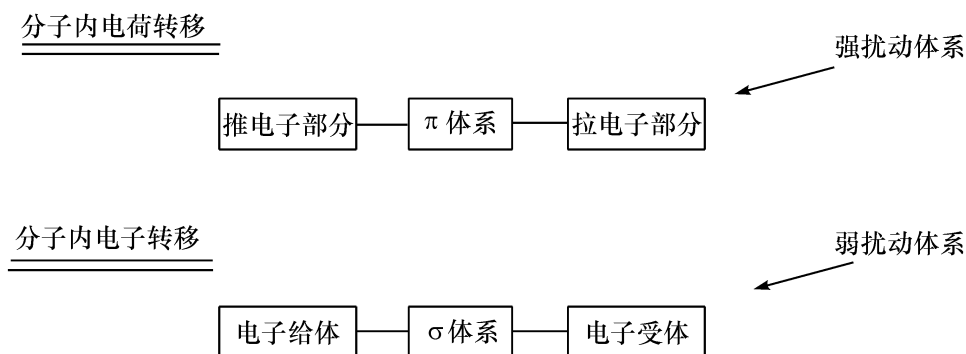 分子内电荷转移
强扰动体系
推电子部分 π 体系 拉电子部分
分子内电子转移
弱扰动体系
电子给体 σ体系 电子受体